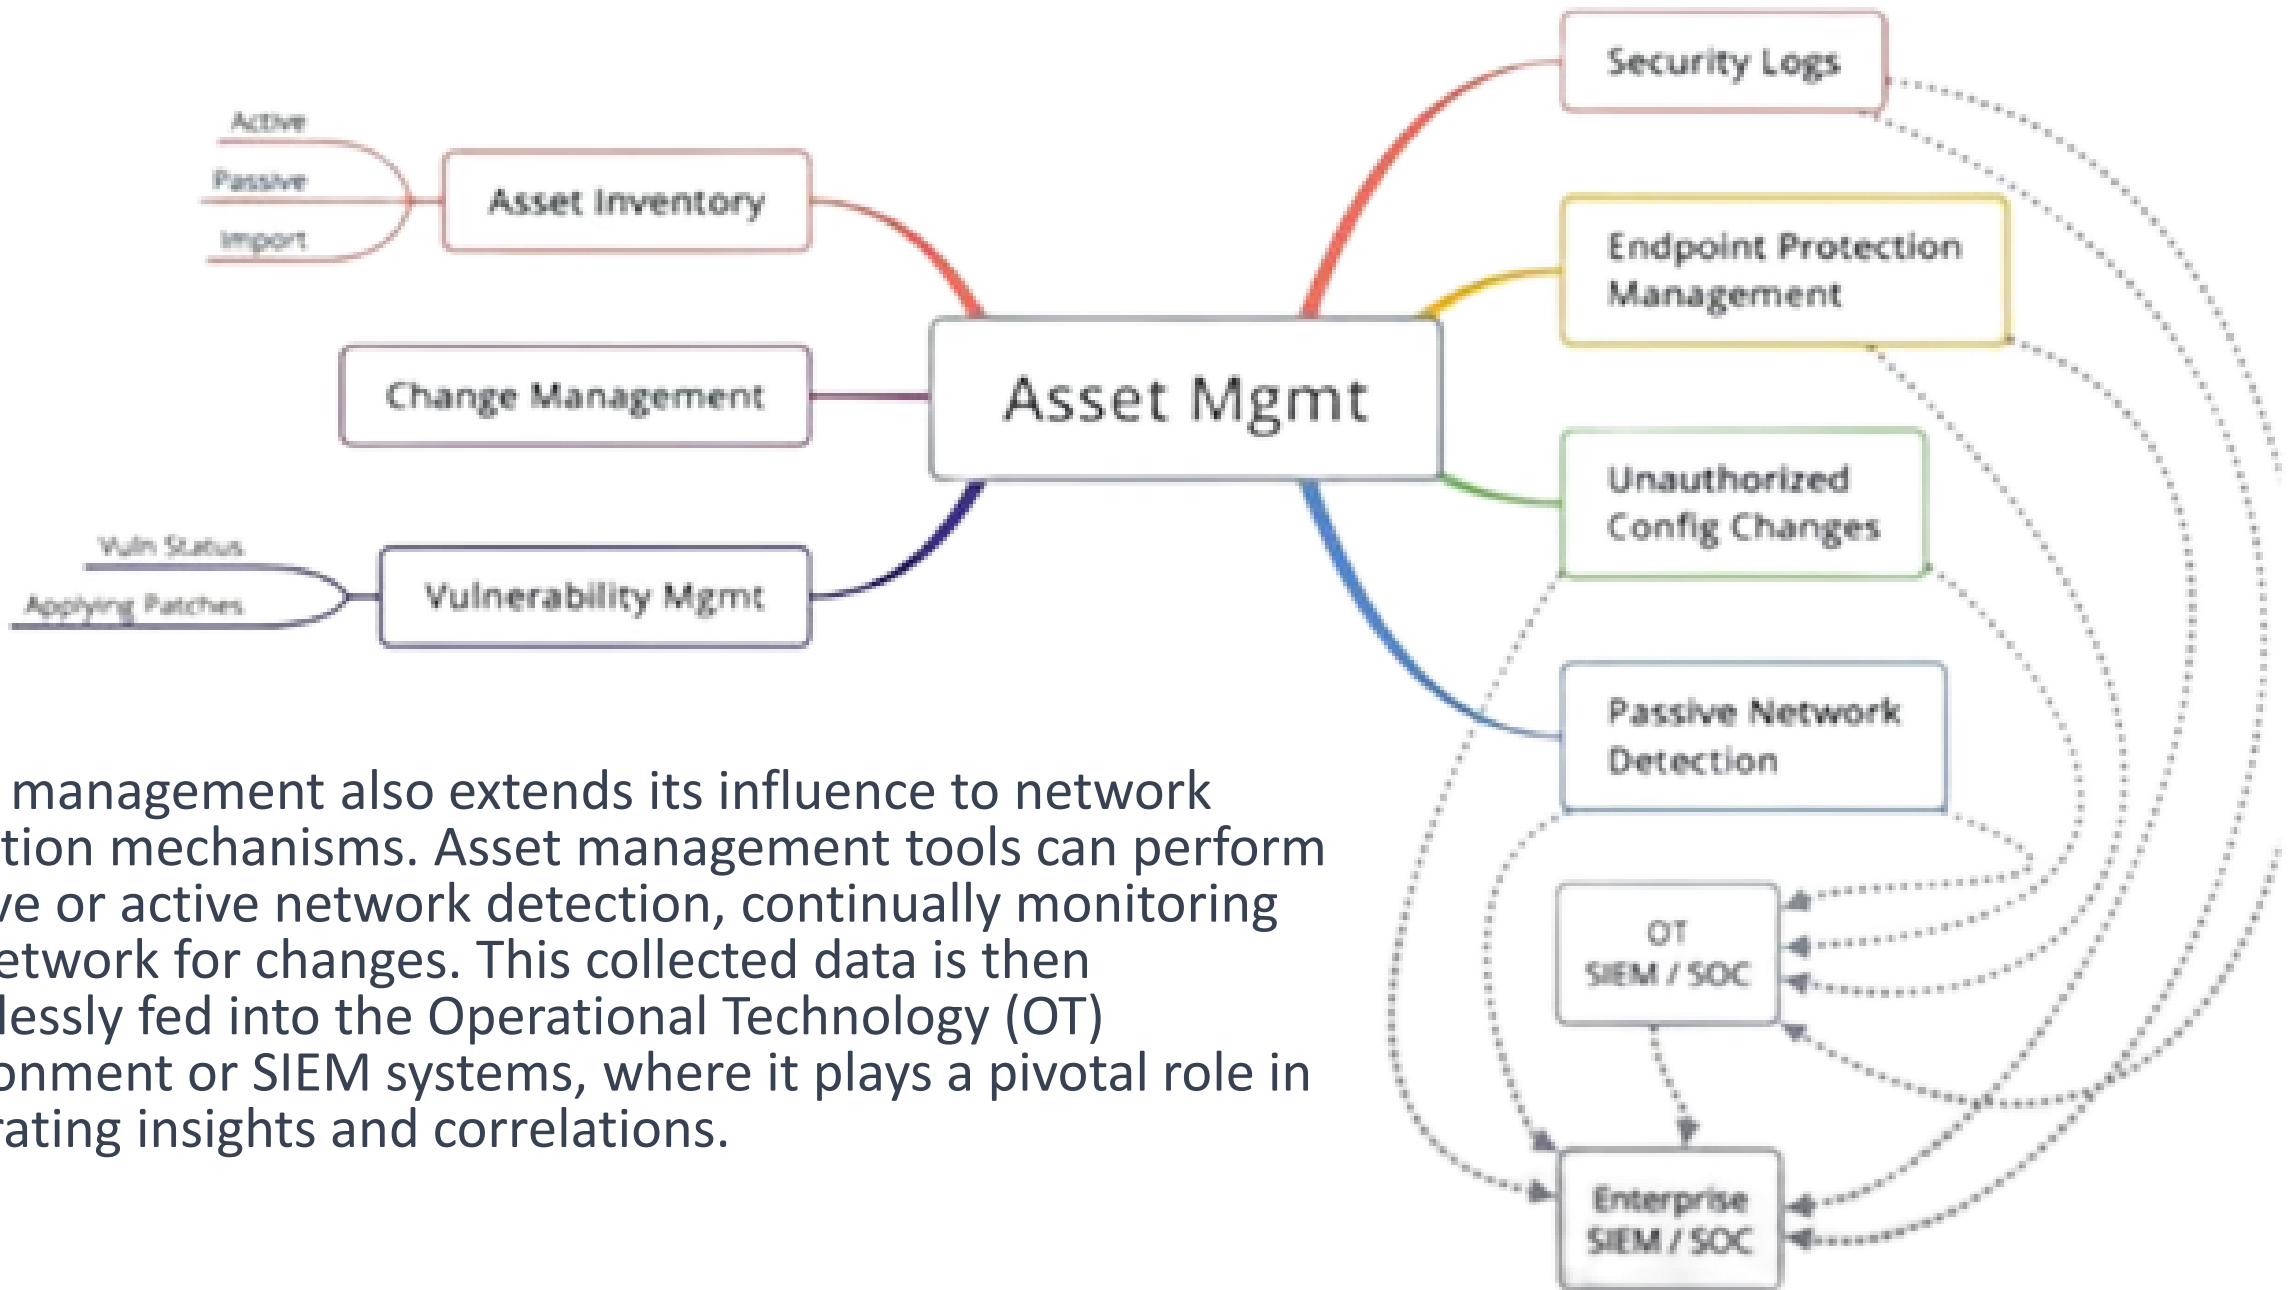 Security Logs
Active
Passive
Import
Asset Inventory
Endpoint Protection
Management
Change Management
Asset Mgmt
Unauthorized
Config Changes
Vuln Status
Applying Patches
Vulnerability Mgmt
Passive Network
Detection
management also extends its influence to network
tion mechanisms. Asset management tools can perform
ve or active network detection, continually monitoring
etwork for changes. This collected data is then
lessly fed into the Operational Technology (OT)
onment or SIEM systems, where it plays a pivotal role in
rating insights and correlations.
OT
SIEM / SOC
Enterprise
SIEM / SOC